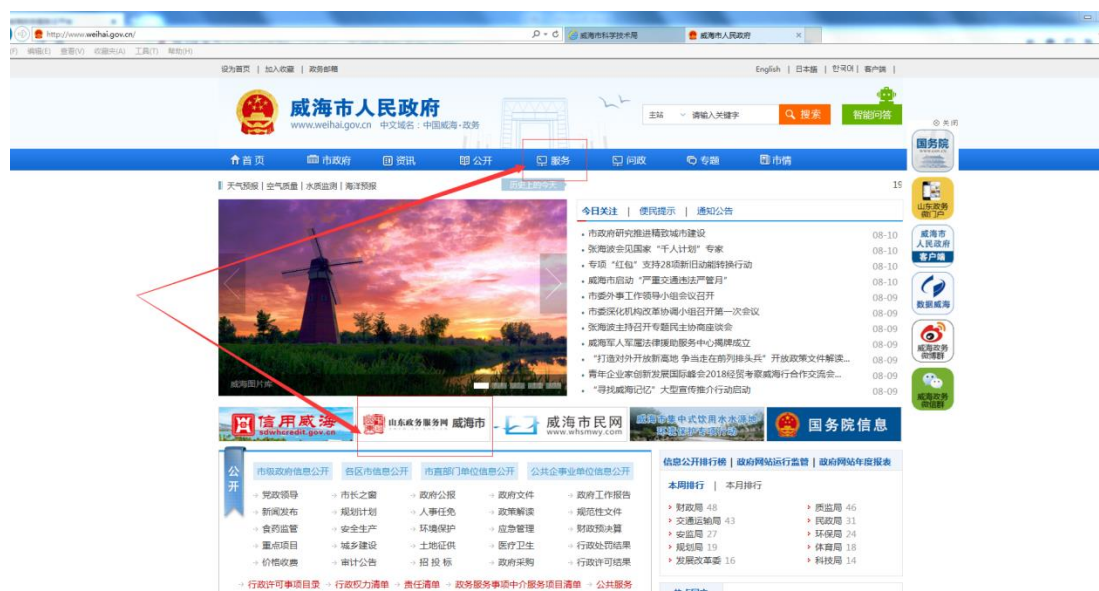 http://www.weihai.gov.cn/
威海市科学技术局
威海市人民政府
编辑(E) 查看(V) 收藏夹(A) 工具(T) 帮助(H)
设为首页 | 加入收藏 | 政务邮箱
English | 日本語 | 한국어 | 客户端 |
威海市人民政府
www.weihai.gov.cn 中文域名：中国威海·政务
主站 请输入关键字 搜索 智能问答
关闭
首页 市政府 资讯 公开 服务 问政 专题 市情
国务院
天气预报 | 空气质量 | 水质监测 | 海洋预报
历史上的今天
19
山东政务
微门户
今日关注 | 便民提示 | 通知公告
市政府研究推进精致城市建设 08-10
张海波会见国家“千人计划”专家 08-10
专项“红包”支持28项新旧动能转换行动 08-10
威海市启动“严重交通违法严管月” 08-10
市委外事工作领导小组会议召开 08-09
市委深化机构改革协调小组召开第一次会议 08-09
张海波主持召开专题民主协商座谈会 08-09
威海军人军属法律援助服务中心揭牌成立 08-09
“打造对外开放新高地 争当走在前列排头兵”开放政策文件解读... 08-09
青年企业家创新发展国际峰会2018经贸考察威海行合作交流会... 08-09
“寻找威海记忆”大型宣传推介行动启动 08-09
威海市
人民政府
客户端
数据威海
威海政务
微博群
威海政务
微信群
威海图片库
信用威海
sdwhcredit.gov.cn
山东政务服务网 威海市
威海市民网
www.whsmwy.com
威海市集中式饮用水水源地
环境保护专项行动
国务院信息
公开
市级政府信息公开 各区市信息公开 市直部门单位信息公开 公共企事业单位信息公开
党政领导 市长之窗 政府公报 政府文件 政府工作报告
新闻发布 规划计划 人事任免 政策解读 规范性文件
食药监管 安全生产 环境保护 应急管理 财政预决算
重点项目 城乡建设 土地征供 医疗卫生 行政处罚结果
价格收费 审计公告 招投标 政府采购 行政许可结果
行政许可事项目录 行政权力清单 责任清单 政务服务事项中介服务项目清单 公共服务
信息公开排行榜 | 政府网站运行监管 | 政府网站年度报表
本周排行 | 本月排行
财政局 48 质监局 46
交通运输局 43 民政局 31
安监局 27 环保局 24
规划局 19 体育局 18
发展改革委 16 科技局 14